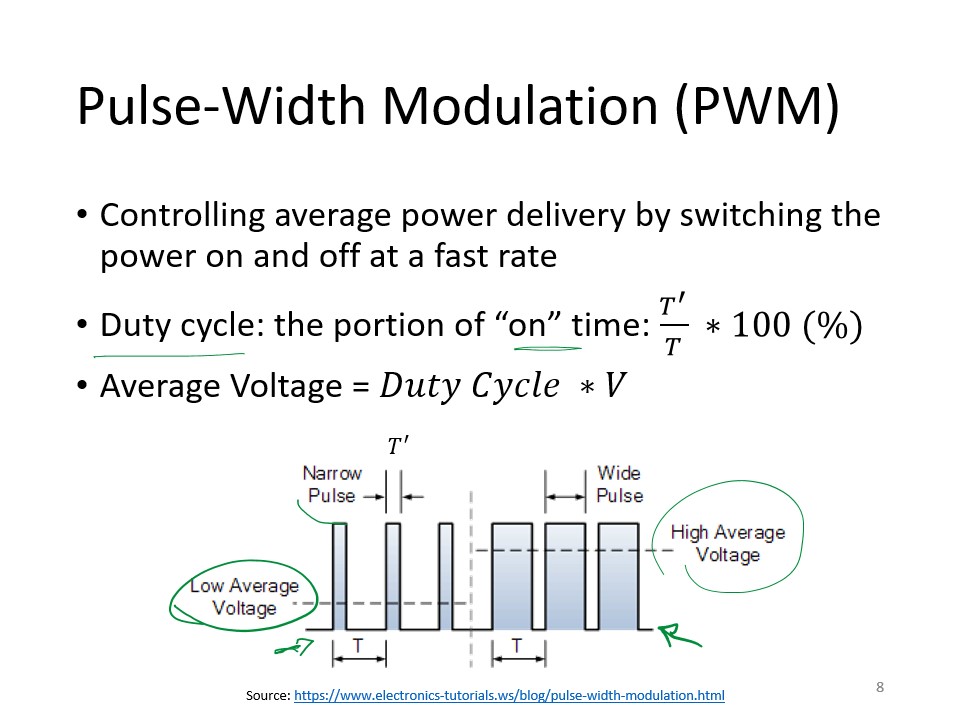 Pulse-Width Modulation (PWM)
• Controlling average power delivery by switching the
power on and off at a fast rate
• Duty cycle: the portion of “on” time: T′/T ∗ 100 (%)
• Average Voltage = Duty Cycle ∗ V
T′
Narrow
Pulse
Wide
Pulse
High Average
Voltage
Low Average
Voltage
T
T
Source: https://www.electronics-tutorials.ws/blog/pulse-width-modulation.html
8